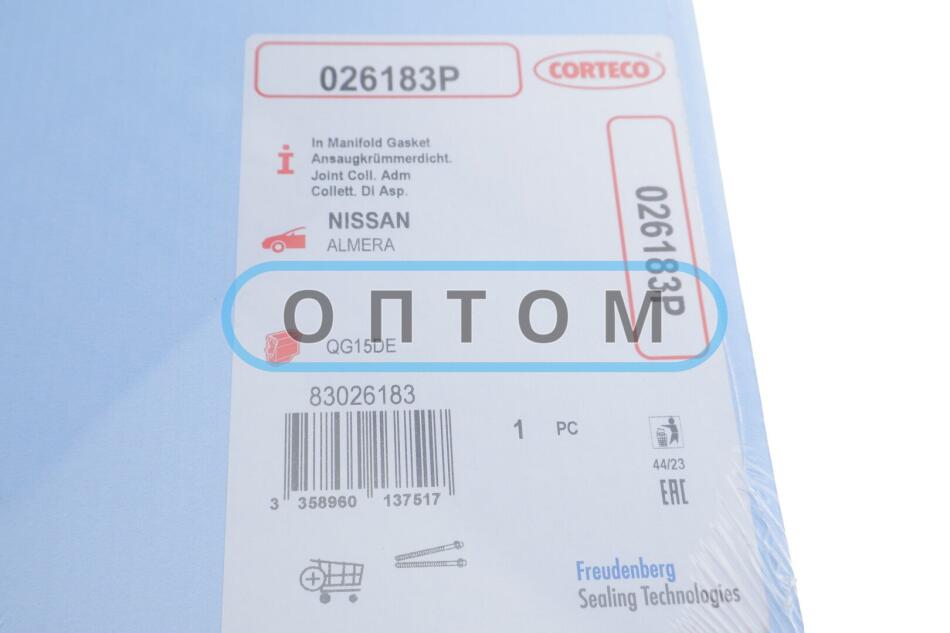 026183P
CORTECO
In Manifold Gasket
Ansaugkrümmerdicht.
Joint Coll. Adm
Collett. Di Asp.
026183P
NISSAN
ALMERA
ОПТОМ
QG15DE
83026183
1 PC
3 358960 137517
44/23
EAC
Freudenberg
Sealing Technologies